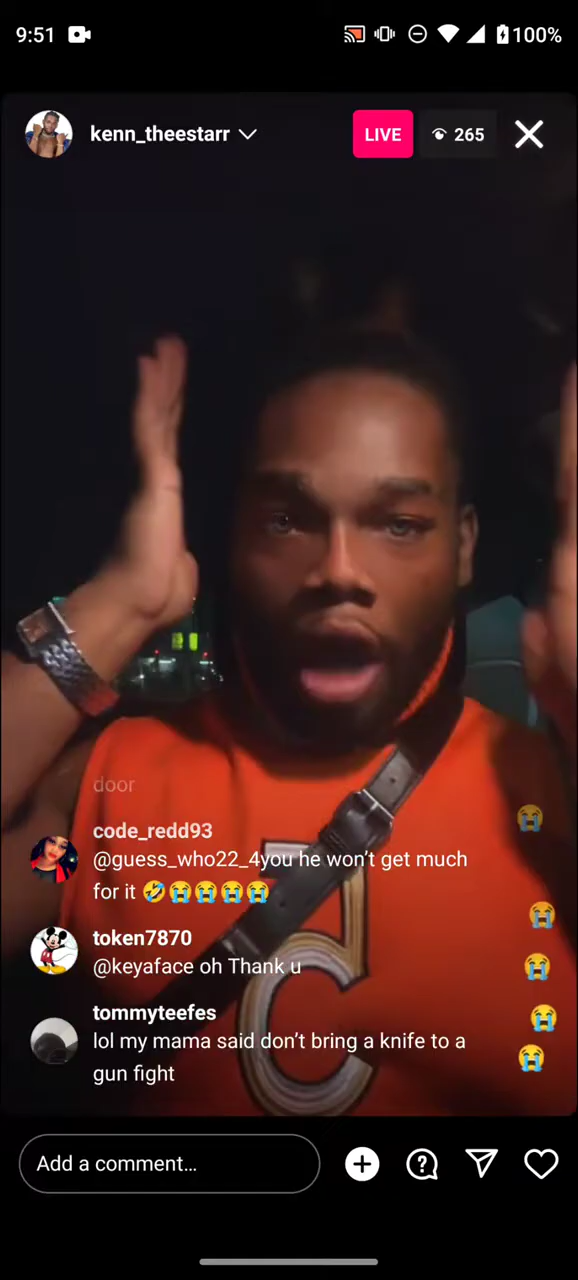 9:51
100%
kenn_theestarr
LIVE
265
door
code_redd93
@guess_who22_4you he won't get much
for it 🤣😭😭😭😭
token7870
@keyaface oh Thank u
tommyteefes
lol my mama said don't bring a knife to a
gun fight
Add a comment…